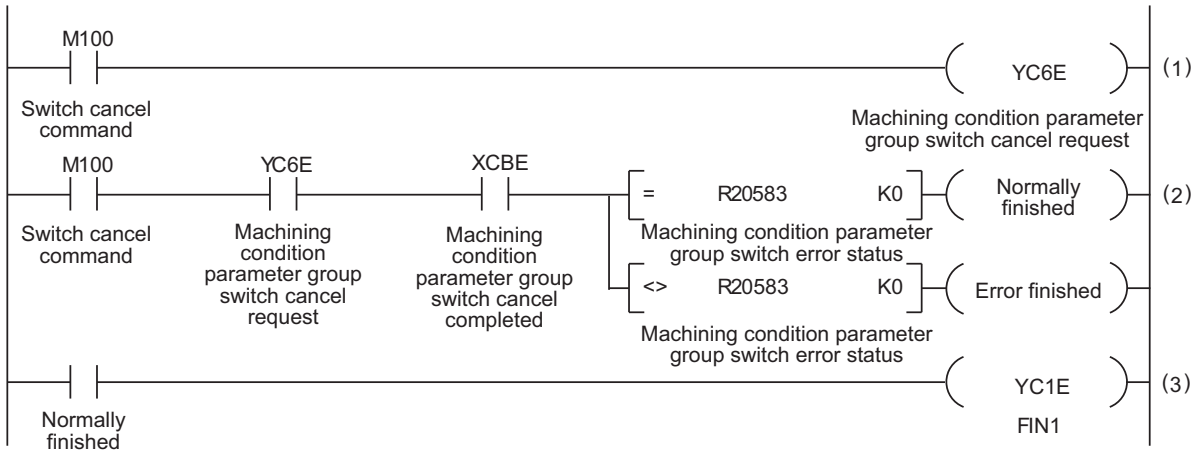 M100
YC6E
(1)
Switch cancel
command
Machining condition parameter
group switch cancel request
M100
YC6E
XCBE
= R20583 K0
Normally
finished
(2)
Switch cancel
command
Machining
condition
parameter group
switch cancel
request
Machining
condition
parameter group
switch cancel
completed
Machining condition parameter
group switch error status
<> R20583 K0
Error finished
Machining condition parameter
group switch error status
YC1E
(3)
Normally
finished
FIN1